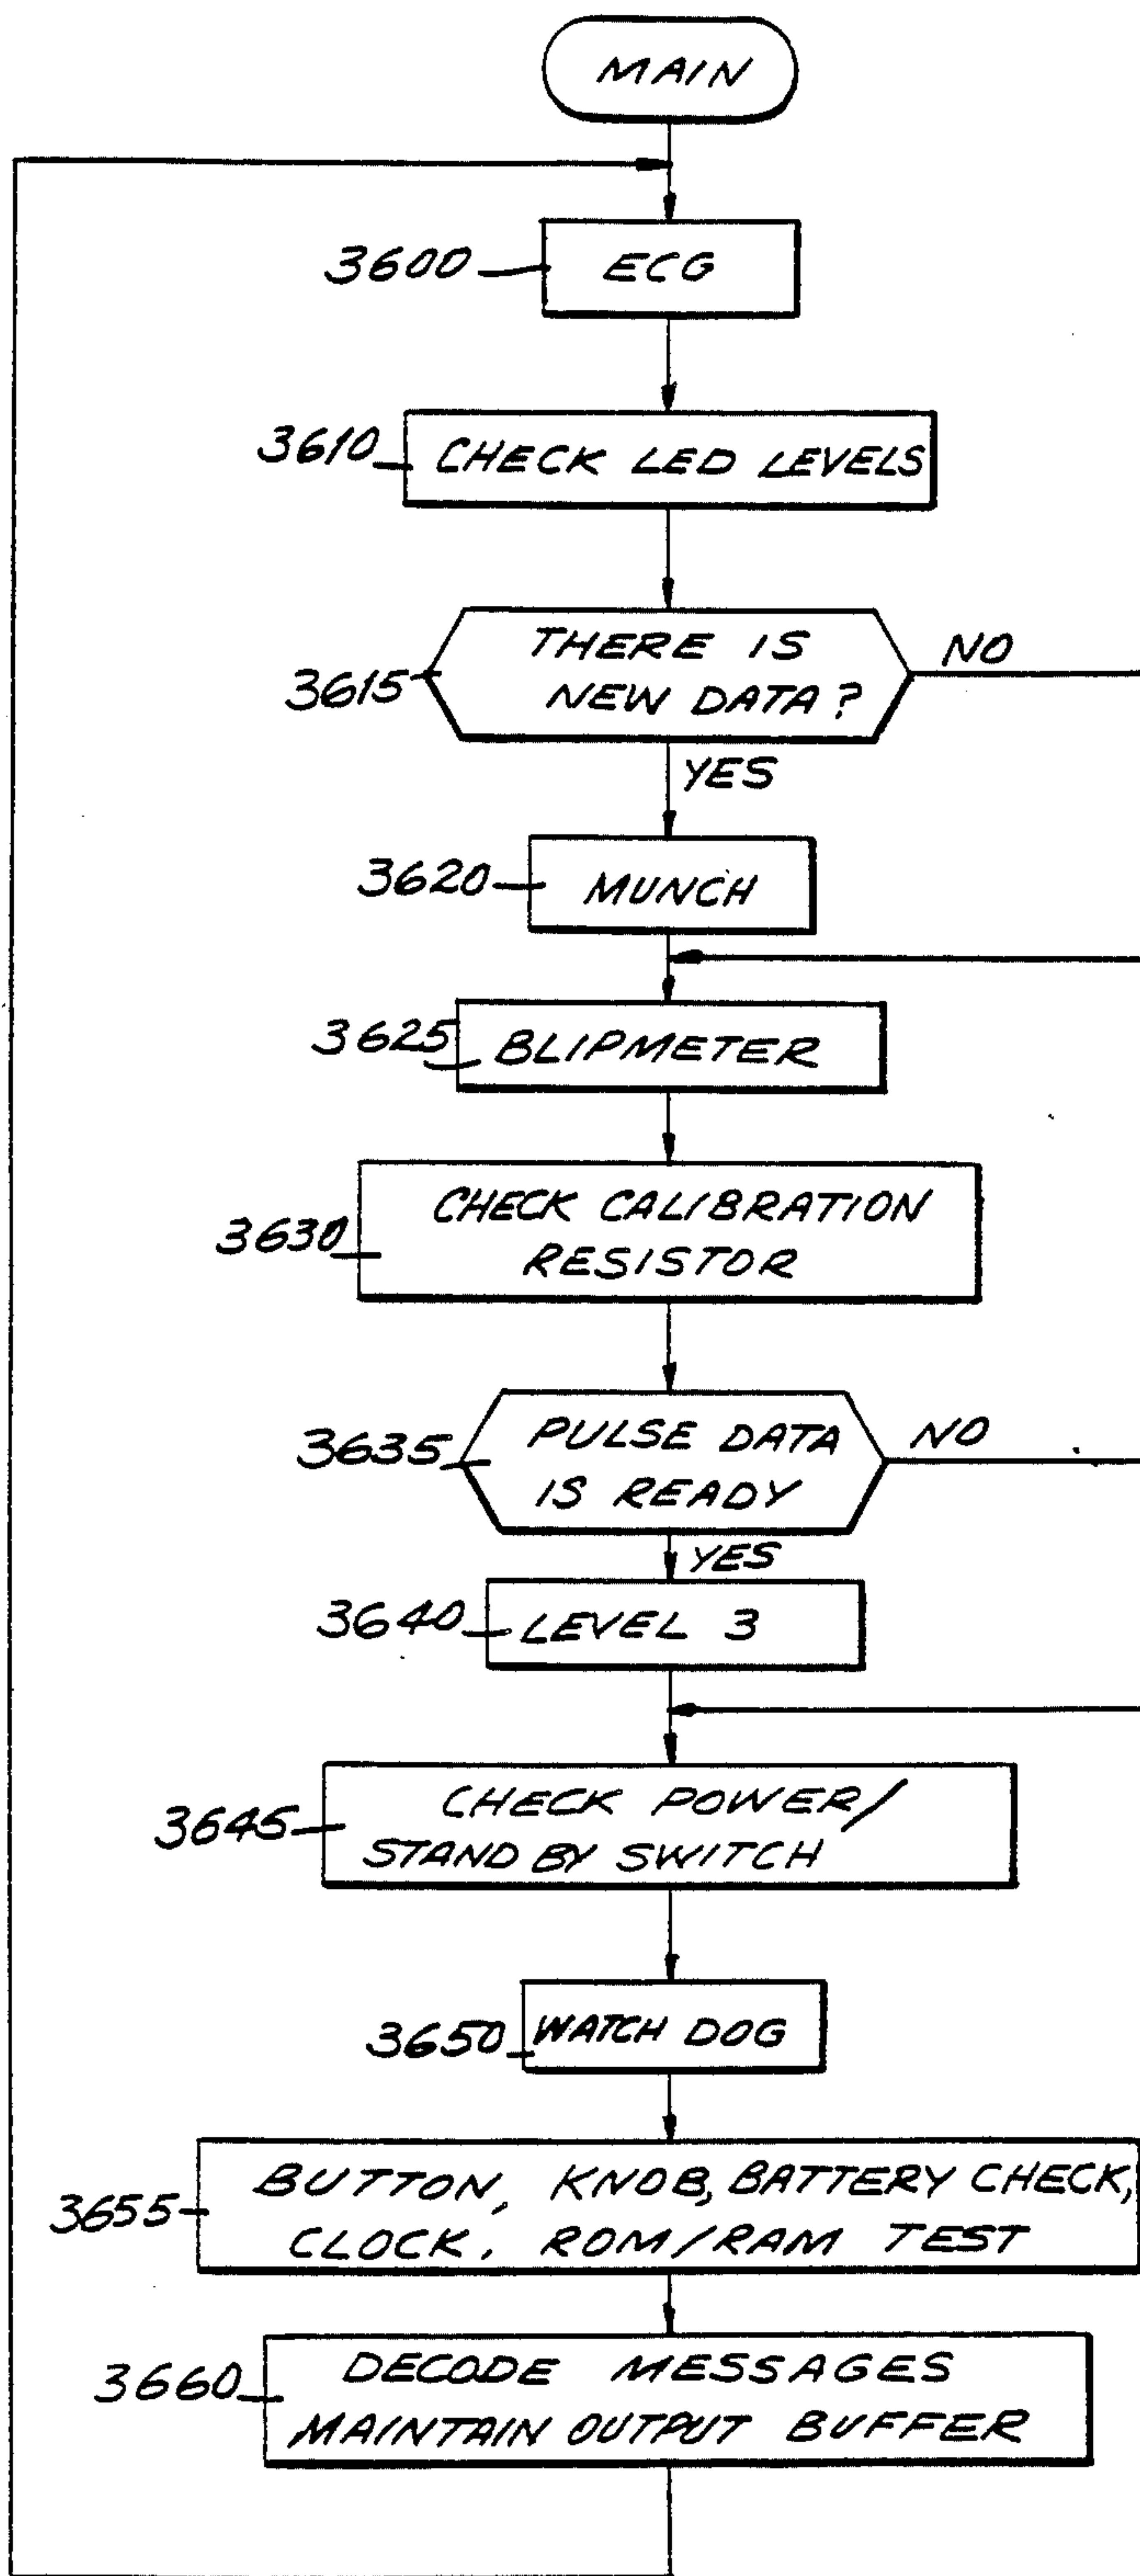 MAIN
3600
ECG
3610
CHECK LED LEVELS
THERE IS
NO
3615
NEW DATA?
YES
3620
MUNCH
3625
BLIPMETER
CHECK CALIBRATION
3630
RESISTOR
PULSE DATA
NO
3635
IS READY
YES
3640
LEVEL 3
CHECK POWER/
3645
STAND BY SWITCH
3650
WATCH DOG
BUTTON, KNOB, BATTERY CHECK,
3655
CLOCK, ROM/RAM TEST
DECODE MESSAGES
3660
MAINTAIN OUTPUT BUFFER